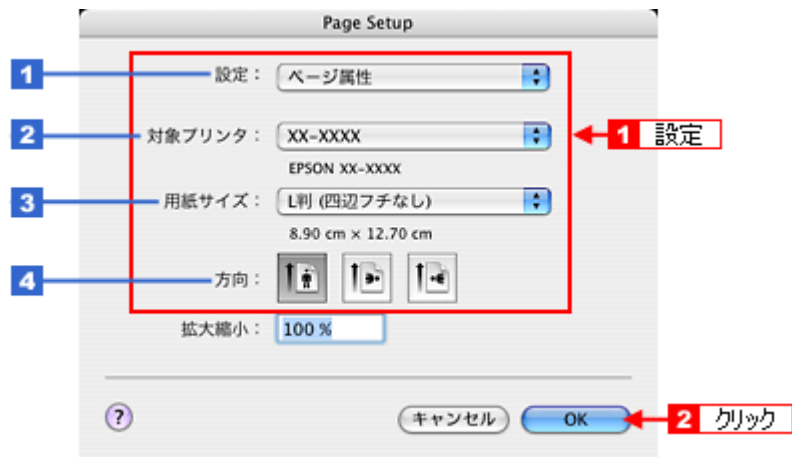 Page Setup
1 設定： ページ属性
2 対象プリンタ： XX-XXXX
1 設定
EPSON XX-XXXX
3 用紙サイズ： L判 (四辺フチなし)
8.90 cm × 12.70 cm
4 方向：
拡大縮小： 100 %
? キャンセル OK
2 クリック